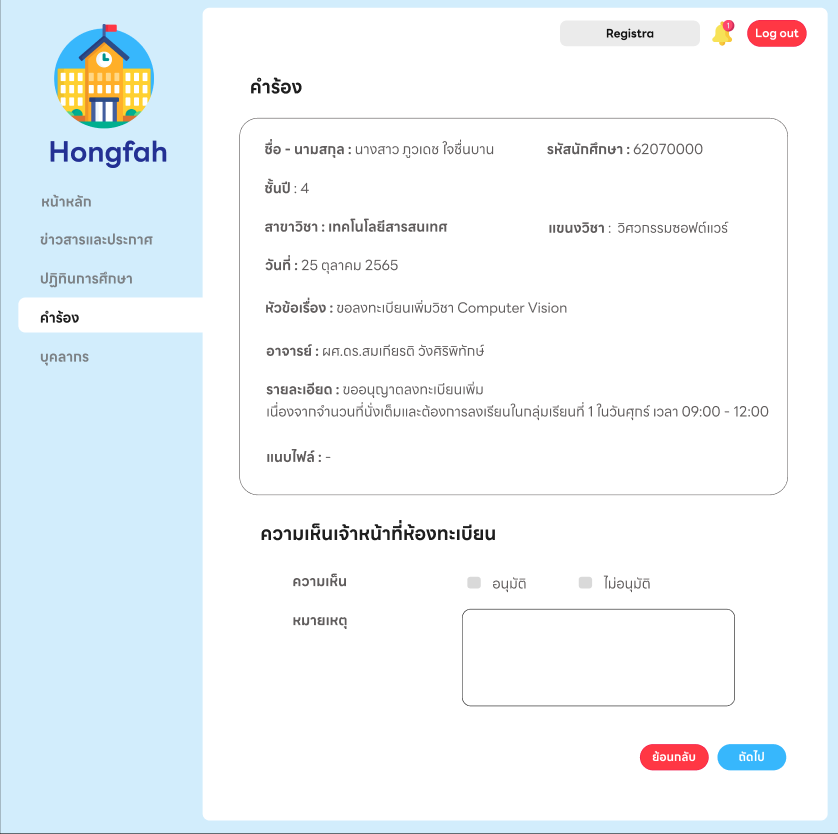 Registra
1
Log out
Hongfah
หน้าหลัก
ข่าวสารและประกาศ
ปฏิทินการศึกษา
คำร้อง
บุคลากร
คำร้อง
ชื่อ - นามสกุล : นางสาว ภูวเดช ใจชื่นบาน
รหัสนักศึกษา : 62070000
ชั้นปี : 4
สาขาวิชา : เทคโนโลยีสารสนเทศ
แขนงวิชา : วิศวกรรมซอฟต์แวร์
วันที่ : 25 ตุลาคม 2565
หัวข้อเรื่อง : ขอลงทะเบียนเพิ่มวิชา Computer Vision
อาจารย์ : ผศ.ดร.สมเกียรติ วังศิริพิทักษ์
รายละเอียด : ขออนุญาตลงทะเบียนเพิ่ม
เนื่องจากจำนวนที่นั่งเต็มและต้องการลงเรียนในกลุ่มเรียนที่ 1 ในวันศุกร์ เวลา 09:00 - 12:00
แนบไฟล์ : -
ความเห็นเจ้าหน้าที่ห้องทะเบียน
ความเห็น
อนุมัติ
ไม่อนุมัติ
หมายเหตุ
ย้อนกลับ
ถัดไป